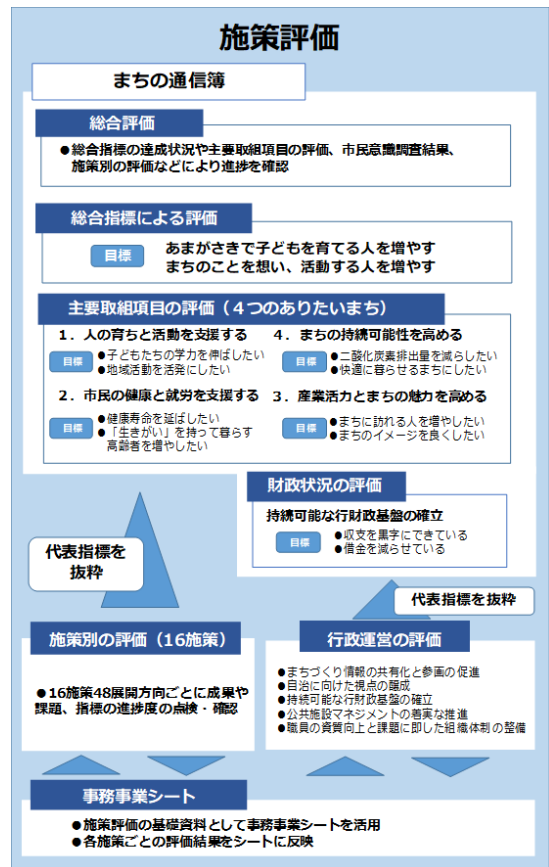 施策評価
まちの通信簿
総合評価
●総合指標の達成状況や主要取組項目の評価、市民意識調査結果、
施策別の評価などにより進捗を確認
総合指標による評価
目標
あまがさきで子どもを育てる人を増やす
まちのことを想い、活動する人を増やす
主要取組項目の評価（４つのありたいまち）
１．人の育ちと活動を支援する
目標
●子どもたちの学力を伸ばしたい
●地域活動を活発にしたい
４．まちの持続可能性を高める
目標
●二酸化炭素排出量を減らしたい
●快適に暮らせるまちにしたい
２．市民の健康と就労を支援する
目標
●健康寿命を延ばしたい
●「生きがい」を持って暮らす
高齢者を増やしたい
３．産業活力とまちの魅力を高める
目標
●まちに訪れる人を増やしたい
●まちのイメージを良くしたい
財政状況の評価
持続可能な行財政基盤の確立
目標
●収支を黒字にできている
●借金を減らせている
代表指標を
抜粋
代表指標を抜粋
施策別の評価（16施策）
●16施策48展開方向ごとに成果や
課題、指標の進捗度の点検・確認
行政運営の評価
●まちづくり情報の共有化と参画の促進
●自治に向けた視点の醸成
●持続可能な行財政基盤の確立
●公共施設マネジメントの着実な推進
●職員の資質向上と課題に即した組織体制の整備
事務事業シート
●施策評価の基礎資料として事務事業シートを活用
●各施策ごとの評価結果をシートに反映